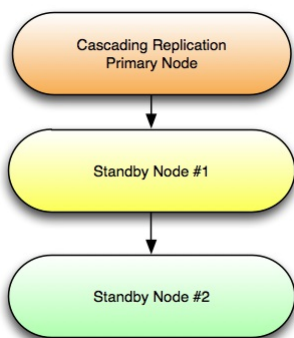 Cascading Replication
Primary Node
Standby Node #1
Standby Node #2